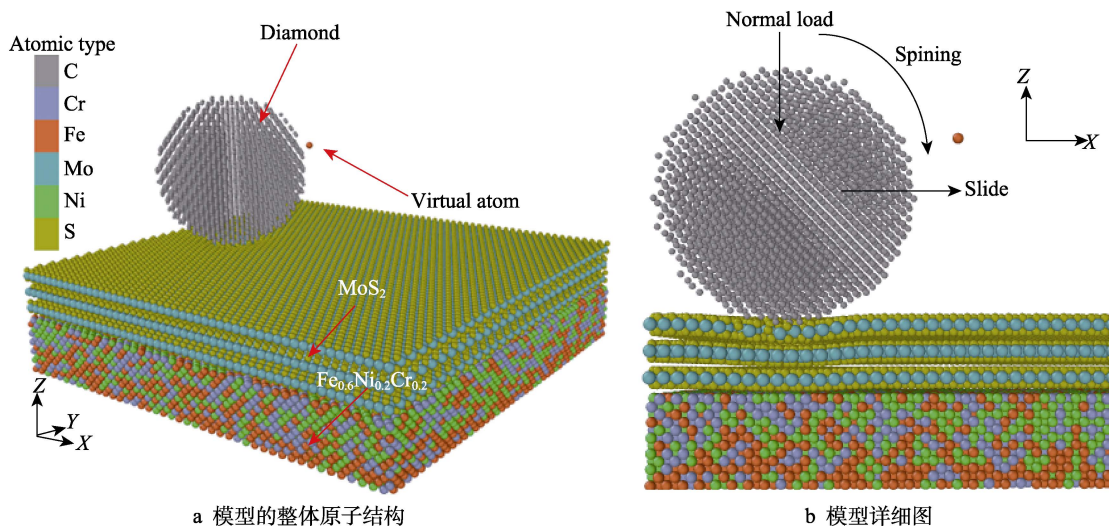 Atomic type
C
Cr
Fe
Mo
Ni
S
Diamond
Virtual atom
MoS₂
Fe₀.₆Ni₀.₂Cr₀.₂
Z
Y
X
a 模型的整体原子结构
Normal load
Spining
Z
X
Slide
b 模型详细图